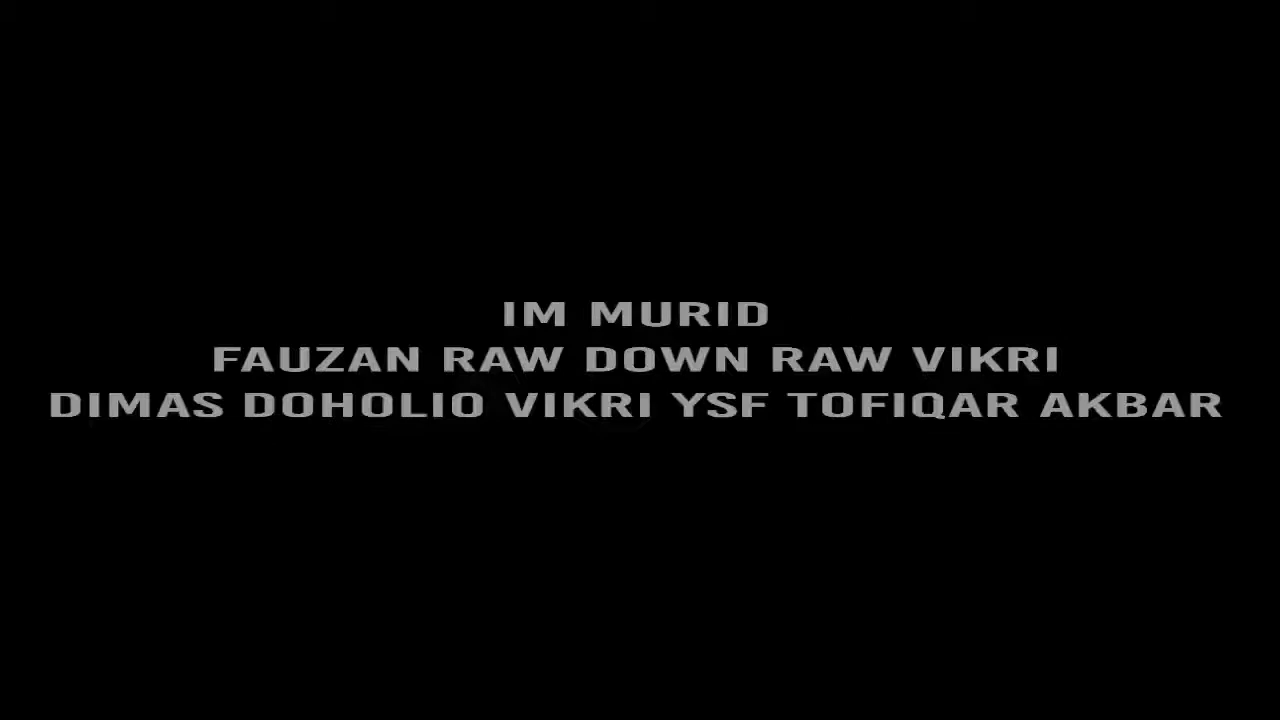 IM MURID
FAUZAN RAW DOWN RAW VIKRI
DIMAS DOHOLIO VIKRI YSF TOFIQAR AKBAR